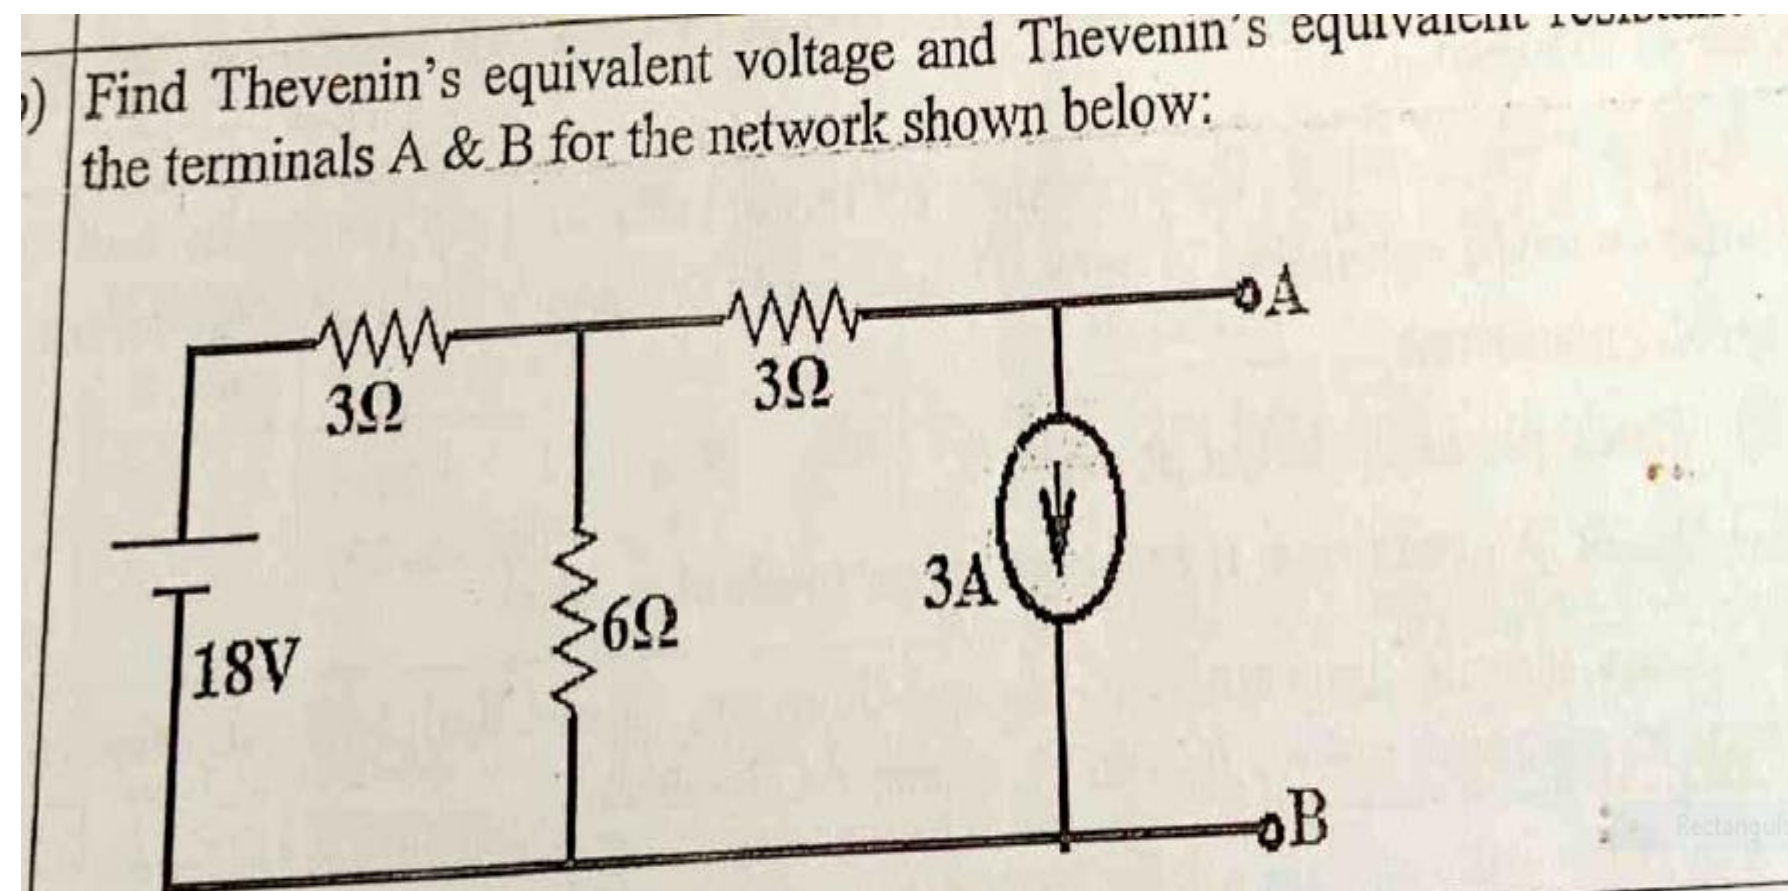 Find Thevenin's equivalent voltage and Thevenin's equivalent
the terminals A & B for the network shown below:
A
3Ω
3Ω
3A
6Ω
18V
B